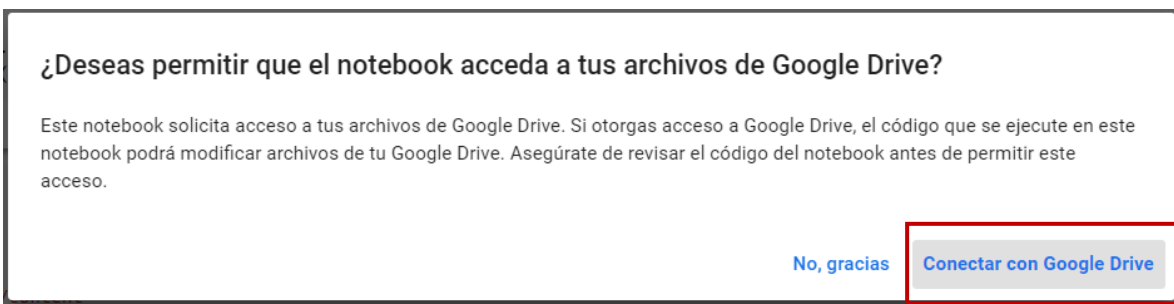 ¿Deseas permitir que el notebook acceda a tus archivos de Google Drive?
Este notebook solicita acceso a tus archivos de Google Drive. Si otorgas acceso a Google Drive, el código que se ejecute en este
notebook podrá modificar archivos de tu Google Drive. Asegúrate de revisar el código del notebook antes de permitir este
acceso.
No, gracias Conectar con Google Drive